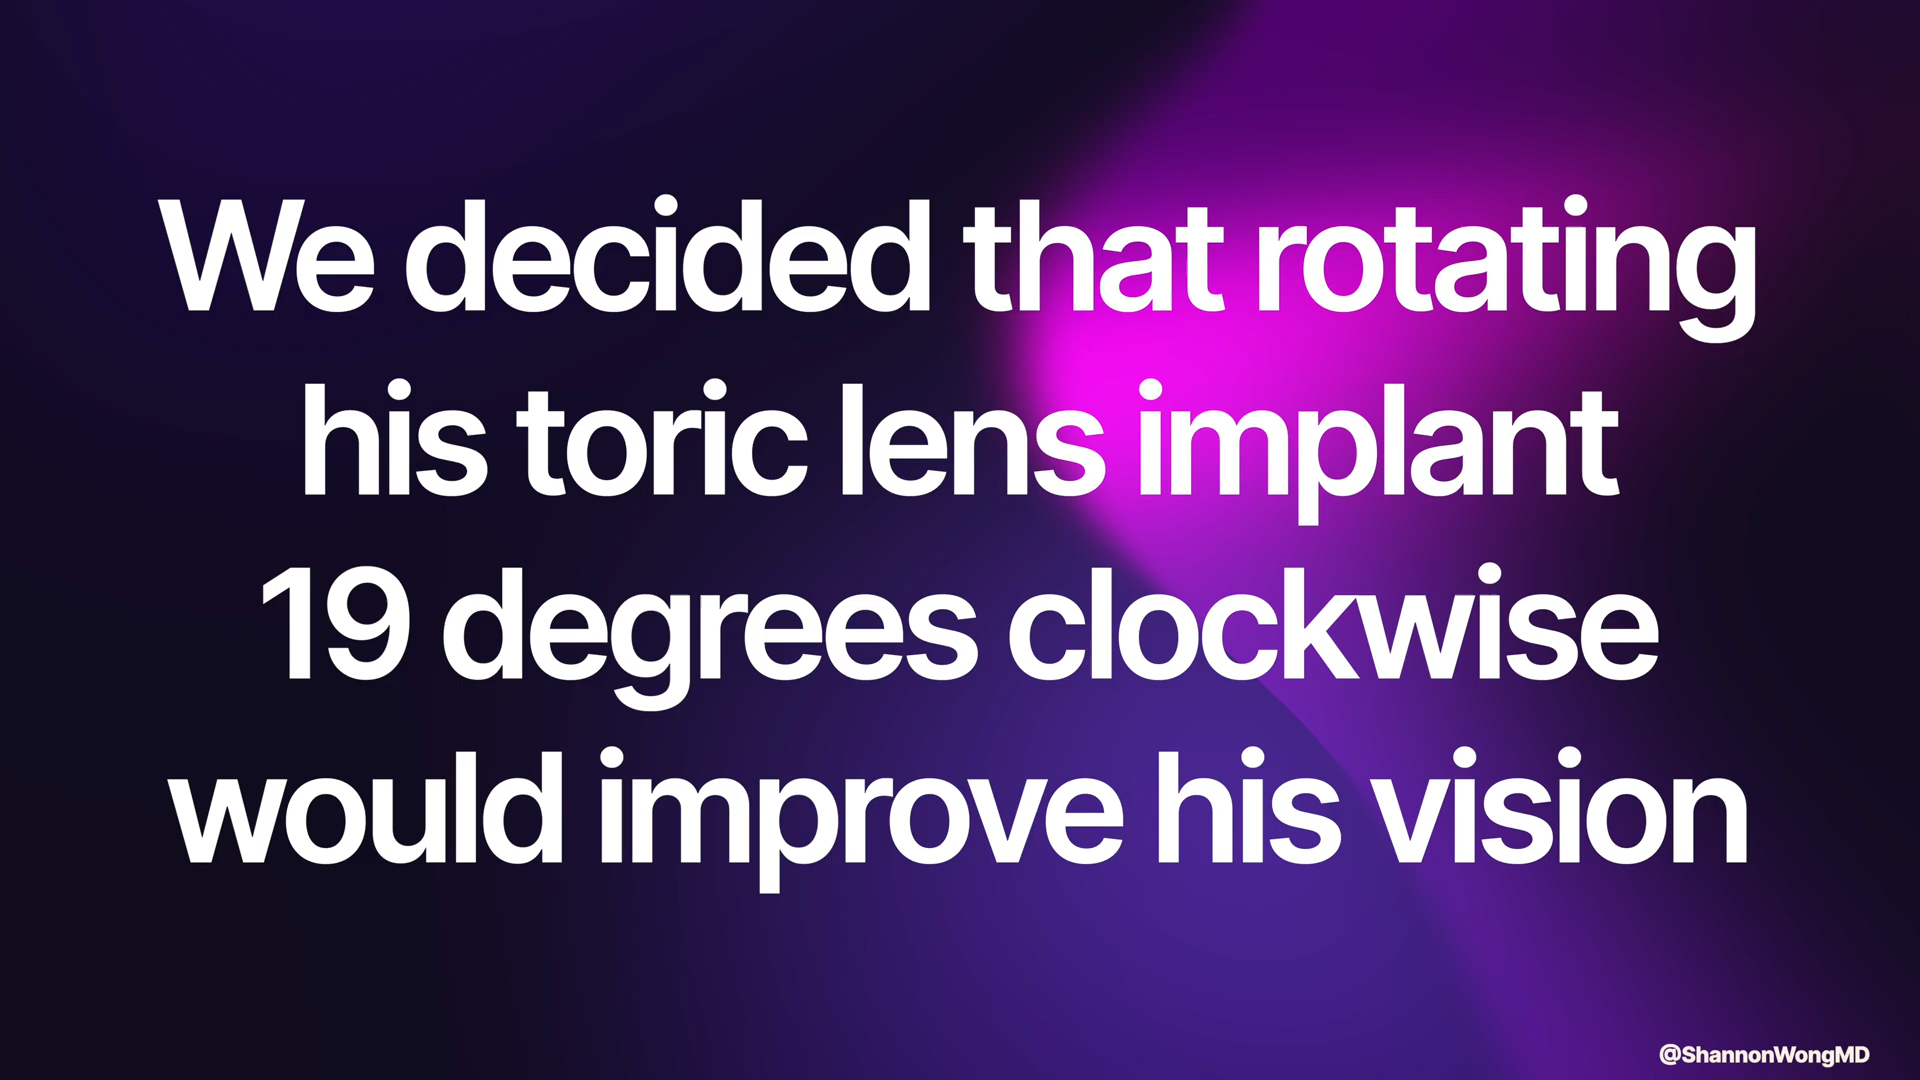 We decided that rotating
his toric lens implant
19 degrees clockwise
would improve his vision
@ShannonWongMD